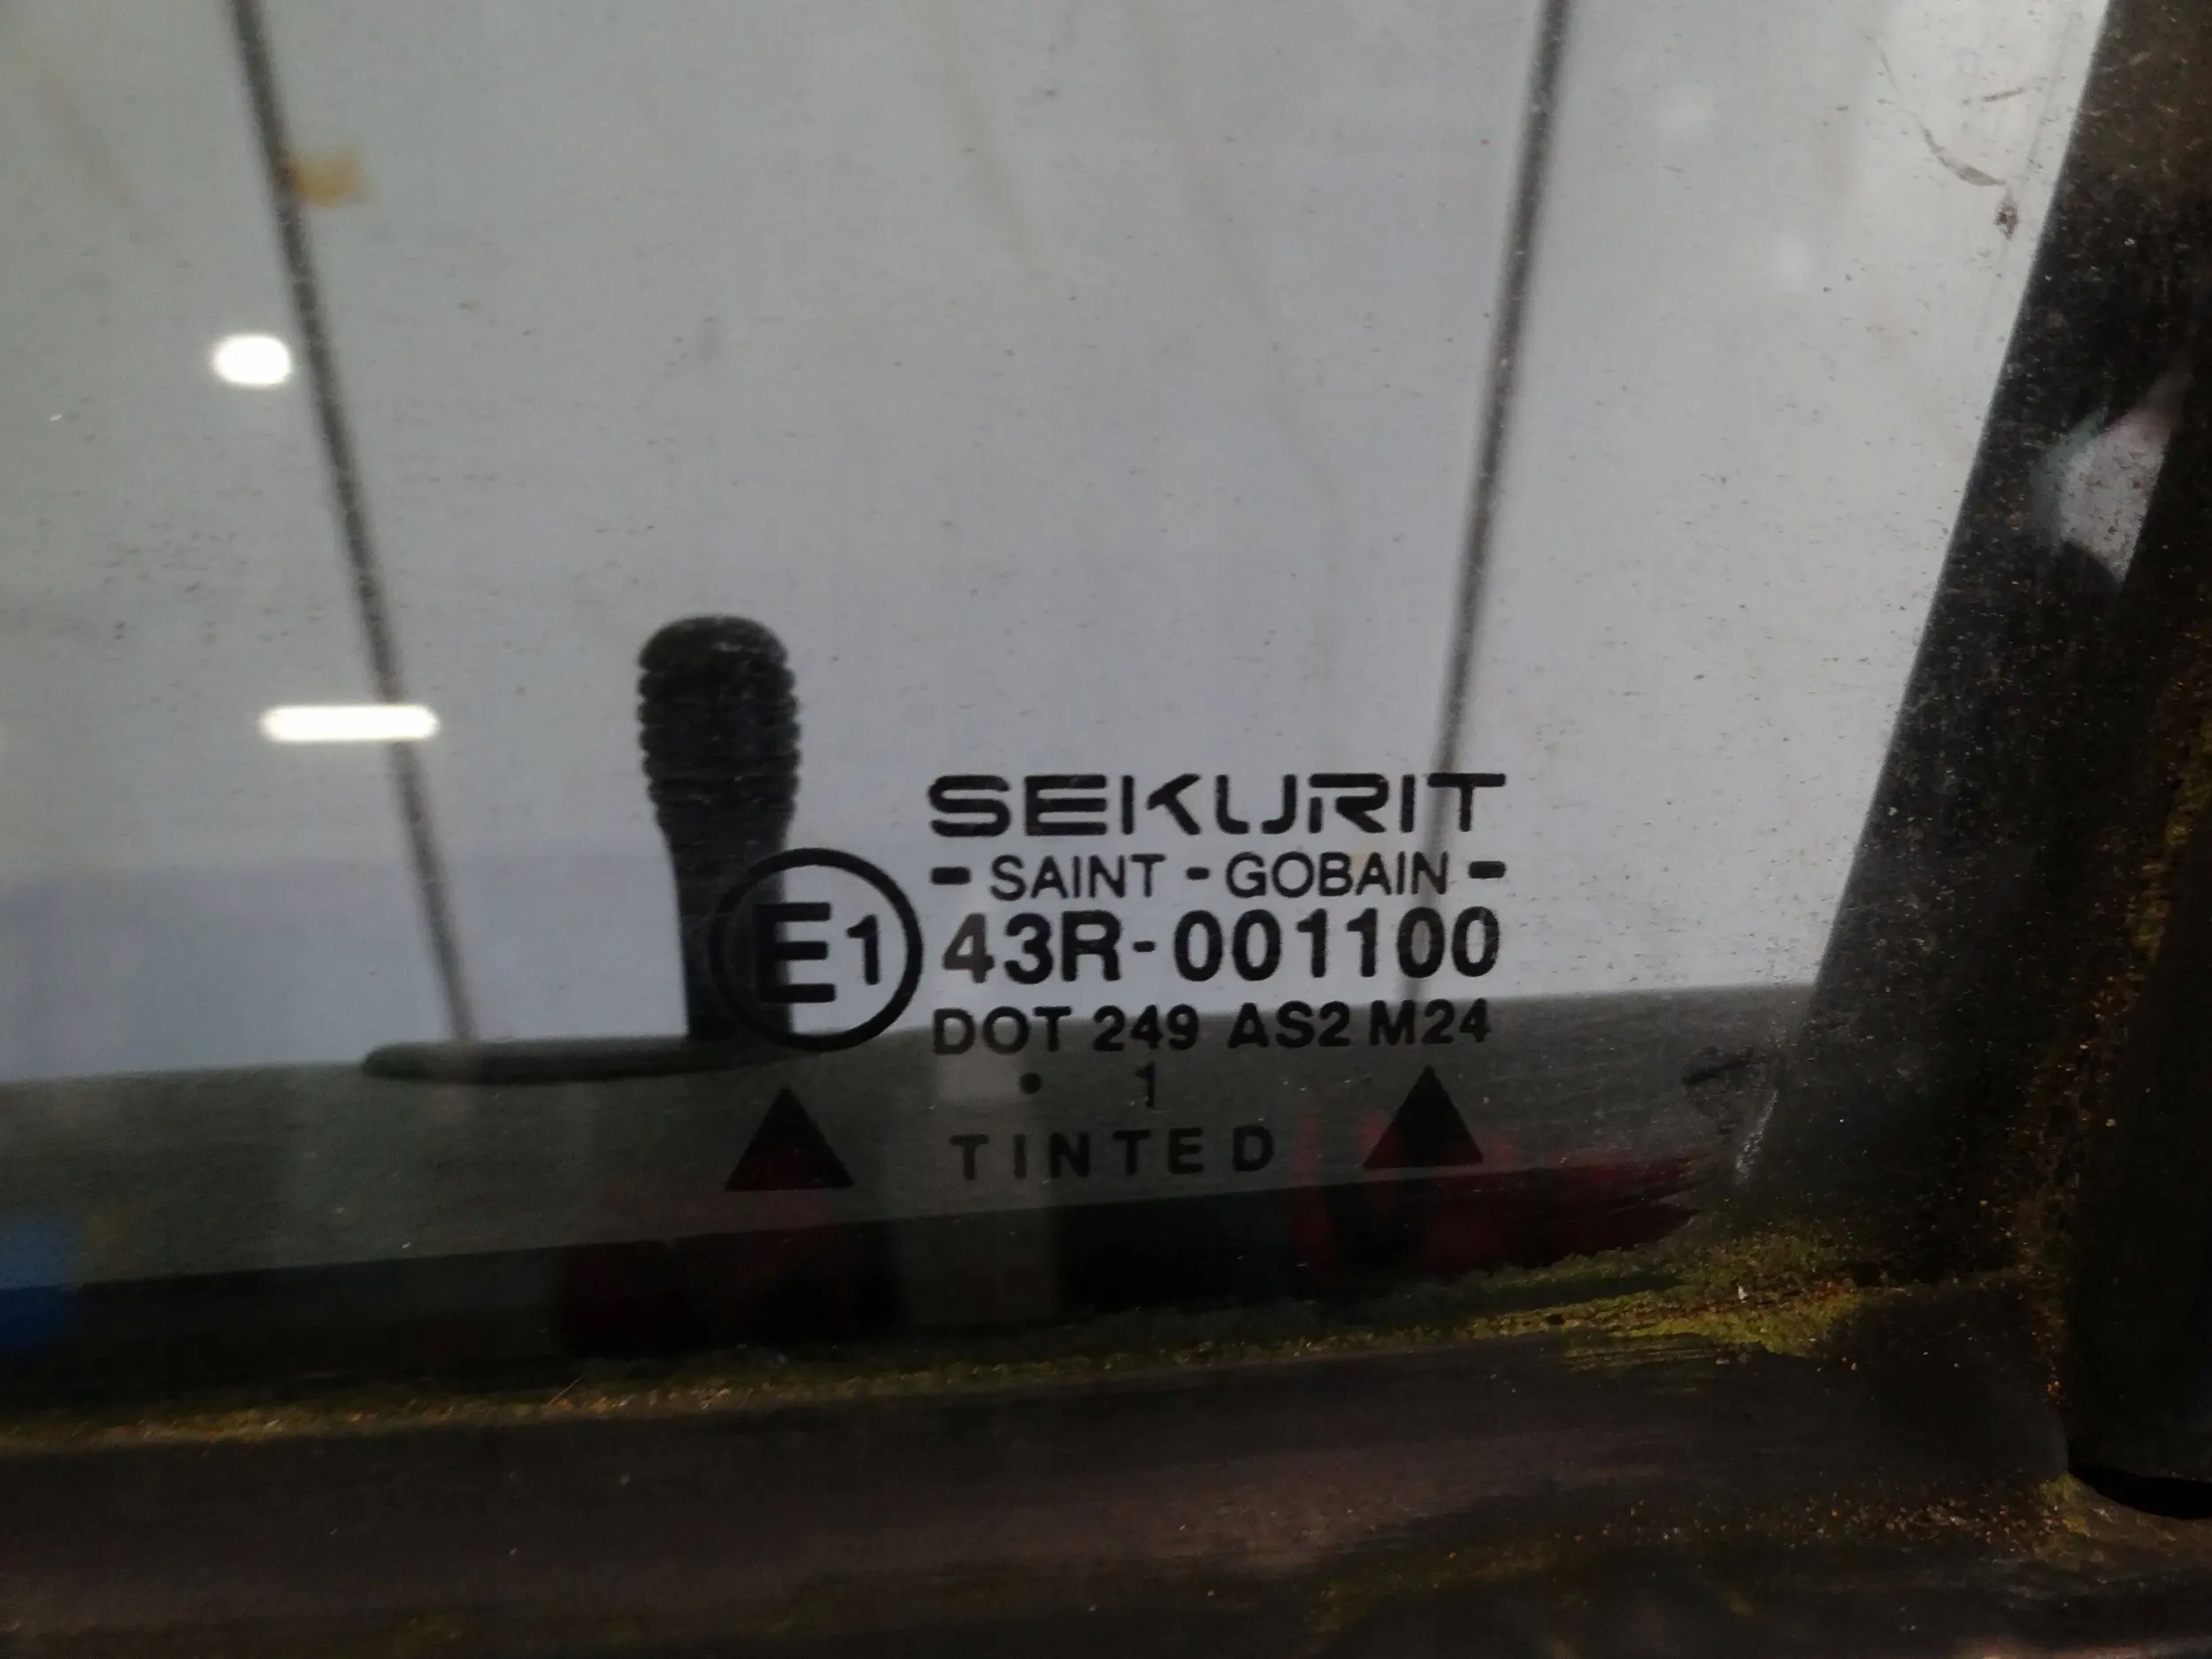 SEKURIT
- SAINT - GOBAIN -
E1 43R-001100
DOT 249 AS2 M24
• 1
TINTED